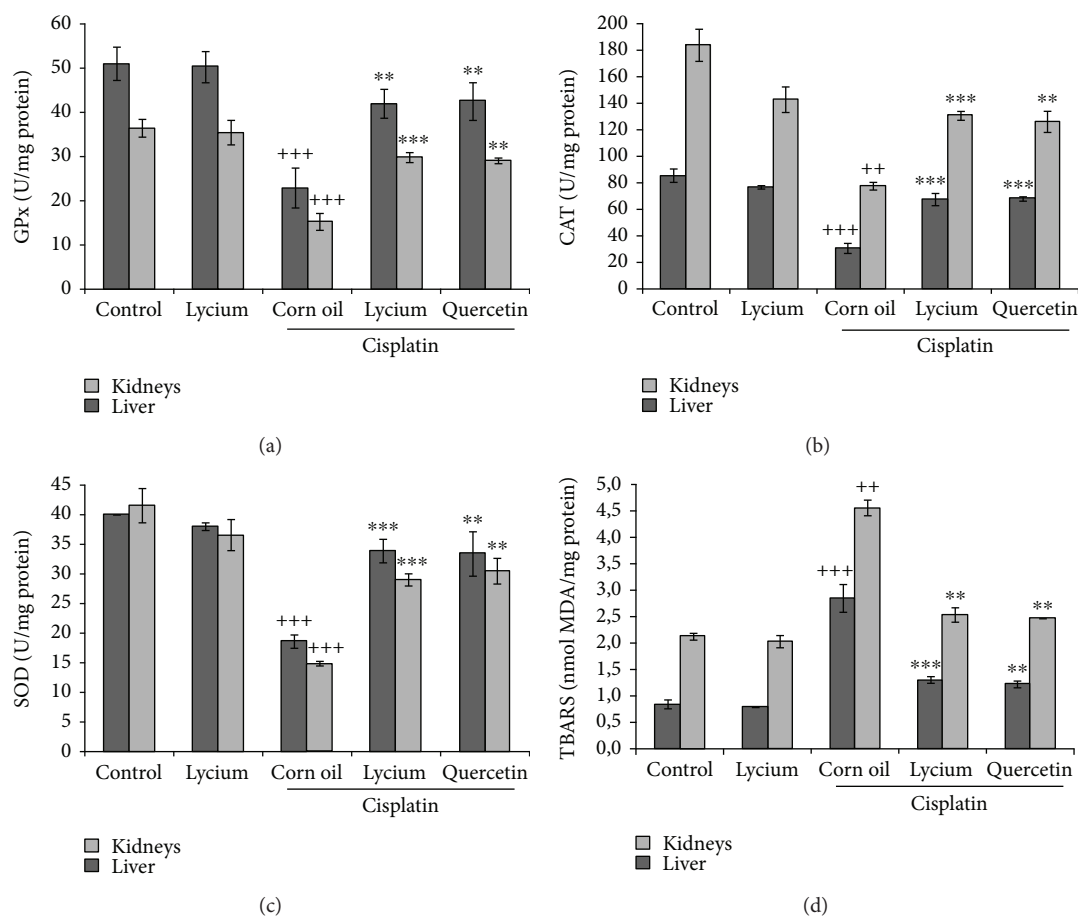 GPx (U/mg protein)
60
50
40
30
20
10
0
+++
+++
**
***
**
**
Control
Lycium
Corn oil
Lycium
Quercetin
Cisplatin
Kidneys
Liver
(a)
CAT (U/mg protein)
200
180
160
140
120
100
80
60
40
20
0
+++
++
***
***
***
**
Control
Lycium
Corn oil
Lycium
Quercetin
Cisplatin
Kidneys
Liver
(b)
SOD (U/mg protein)
45
40
35
30
25
20
15
10
5
0
+++
+++
***
***
**
**
Control
Lycium
Corn oil
Lycium
Quercetin
Cisplatin
Kidneys
Liver
(c)
TBARS (nmol MDA/mg protein)
5,0
4,5
4,0
3,5
3,0
2,5
2,0
1,5
1,0
0,5
0,0
+++
++
***
**
**
**
Control
Lycium
Corn oil
Lycium
Quercetin
Cisplatin
Kidneys
Liver
(d)